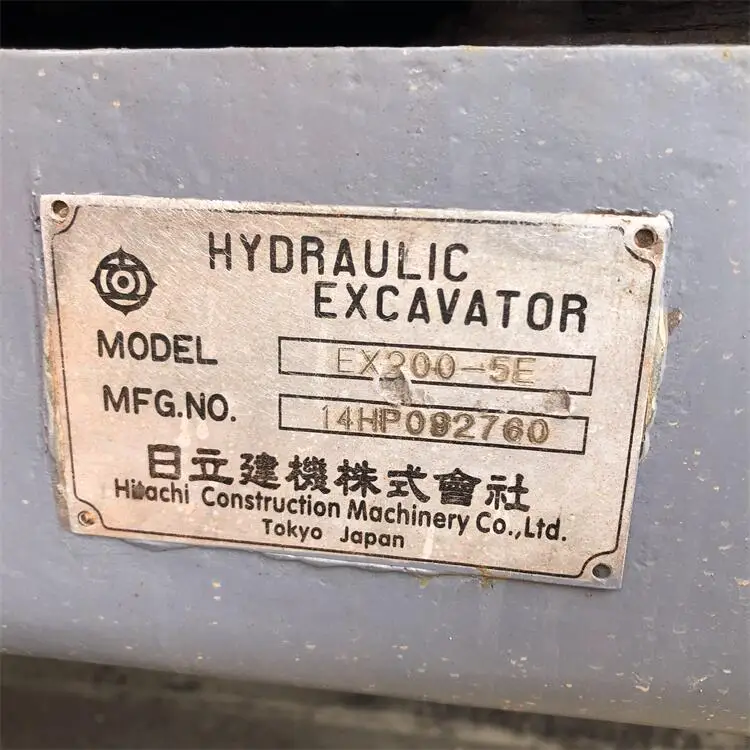 HYDRAULIC
EXCAVATOR
MODEL EX200-5E
MFG.NO. 14HP092760
日立建機株式會社
Hitachi Construction Machinery Co.,Ltd.
Tokyo Japan